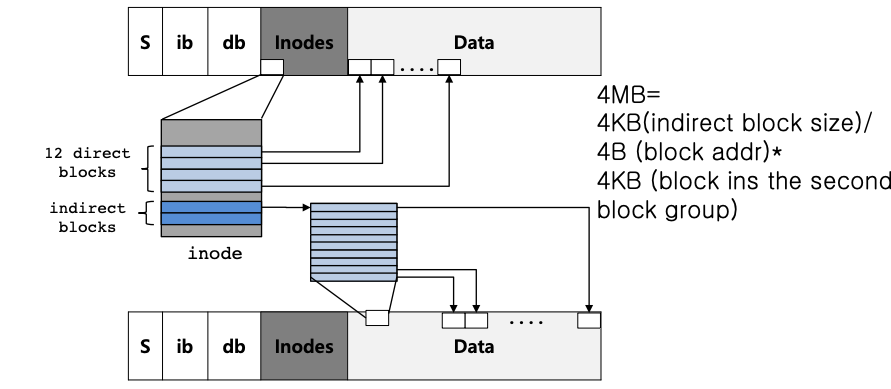 S ib db Inodes Data
....
4MB=
4KB(indirect block size)/
4B (block addr)*
4KB (block ins the second
block group)
12 direct
blocks
indirect
blocks
inode
....
S ib db Inodes Data